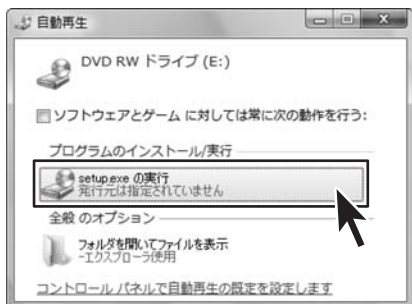 自動再生
DVD RW ドライブ (E:)
ソフトウェアとゲーム に対しては常に次の動作を行う:
プログラムのインストール/実行
setup.exe の実行
発行元は指定されていません
全般 のオプション
フォルダを開いてファイルを表示
-エクスプローラ使用
コントロール パネルで自動再生の既定を設定します